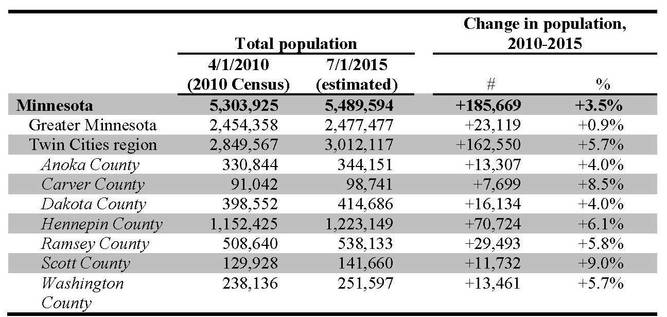 Change in population,
Total population 2010-2015
4/1/2010 7/1/2015
(2010 Census) (estimated) # %
Minnesota 5,303,925 5,489,594 +185,669 +3.5%
Greater Minnesota 2,454,358 2,477,477 +23,119 +0.9%
Twin Cities region 2,849,567 3,012,117 +162,550 +5.7%
Anoka County 330,844 344,151 +13,307 +4.0%
Carver County 91,042 98,741 +7,699 +8.5%
Dakota County 398,552 414,686 +16,134 +4.0%
Hennepin County 1,152,425 1,223,149 +70,724 +6.1%
Ramsey County 508,640 538,133 +29,493 +5.8%
Scott County 129,928 141,660 +11,732 +9.0%
Washington 238,136 251,597 +13,461 +5.7%
County